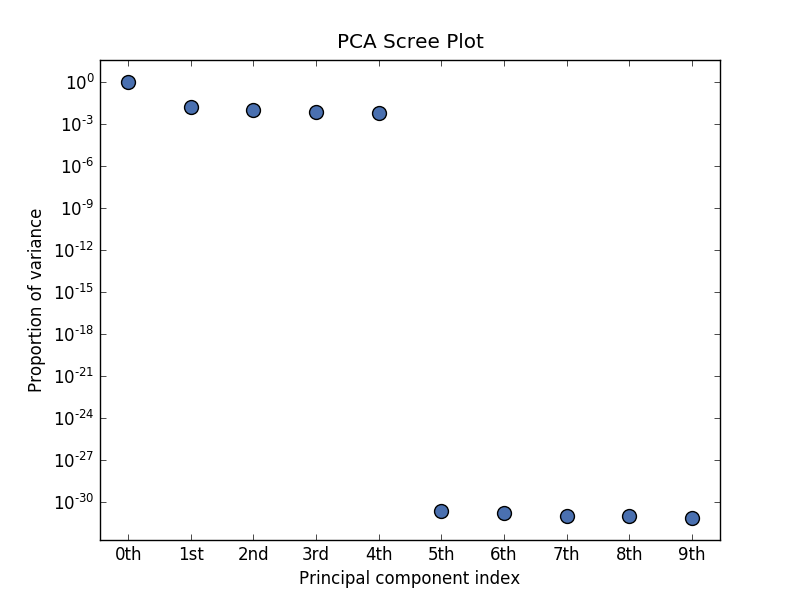 PCA Scree Plot
Proportion of variance
10^0
10^-3
10^-6
10^-9
10^-12
10^-15
10^-18
10^-21
10^-24
10^-27
10^-30
0th 1st 2nd 3rd 4th 5th 6th 7th 8th 9th
Principal component index